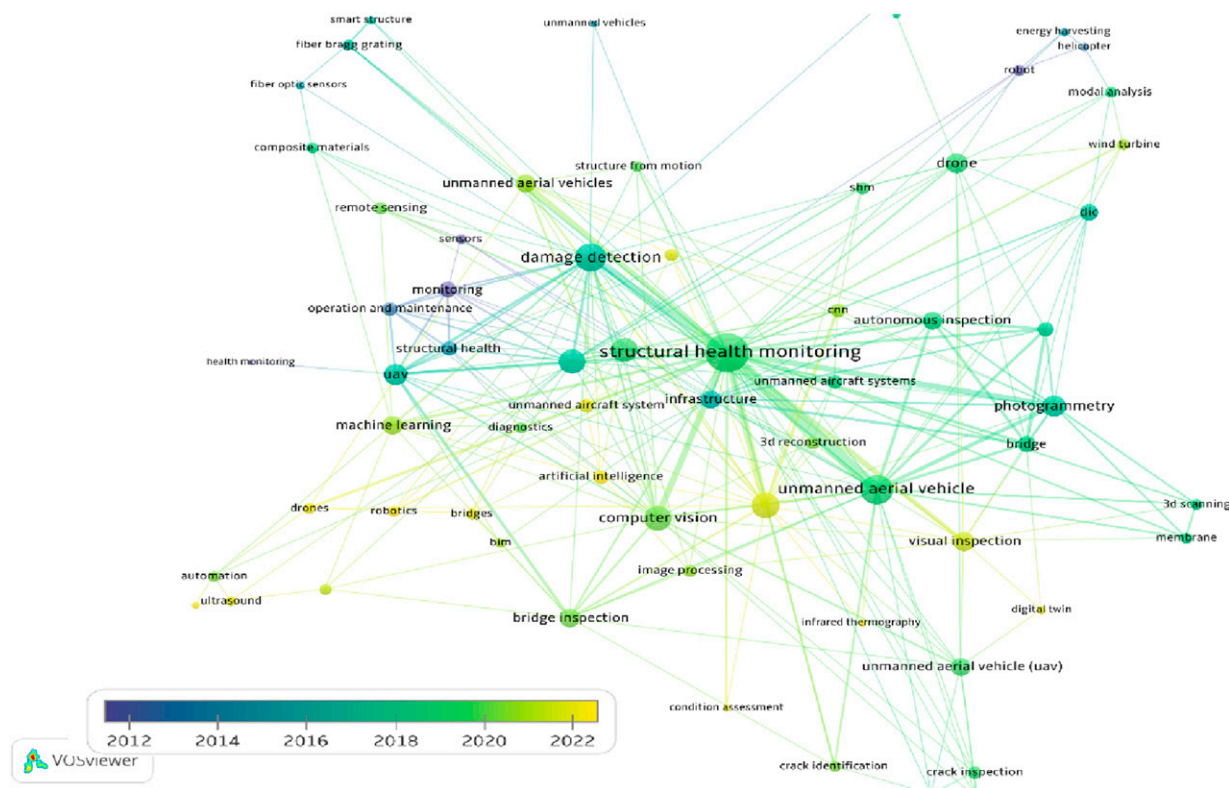 smart structure
unmanned vehicles
energy harvesting
fiber bragg grating
helicopter
robot
fiber optic sensors
modal analysis
composite materials
wind turbine
structure from motion
drone
unmanned aerial vehicles
shm
remote sensing
dic
sensors
damage detection
monitoring
operation and maintenance
cnn
autonomous inspection
structural health
structural health monitoring
health monitoring
uav
unmanned aircraft systems
infrastructure
unmanned aircraft system
photogrammetry
machine learning
diagnostics
3d reconstruction
bridge
artificial intelligence
unmanned aerial vehicle
drones
robotics
bridges
computer vision
3d scanning
membrane
bim
visual inspection
automation
image processing
ultrasound
digital twin
bridge inspection
infrared thermography
unmanned aerial vehicle (uav)
condition assessment
2012 2014 2016 2018 2020 2022
VOSviewer
crack identification
crack inspection